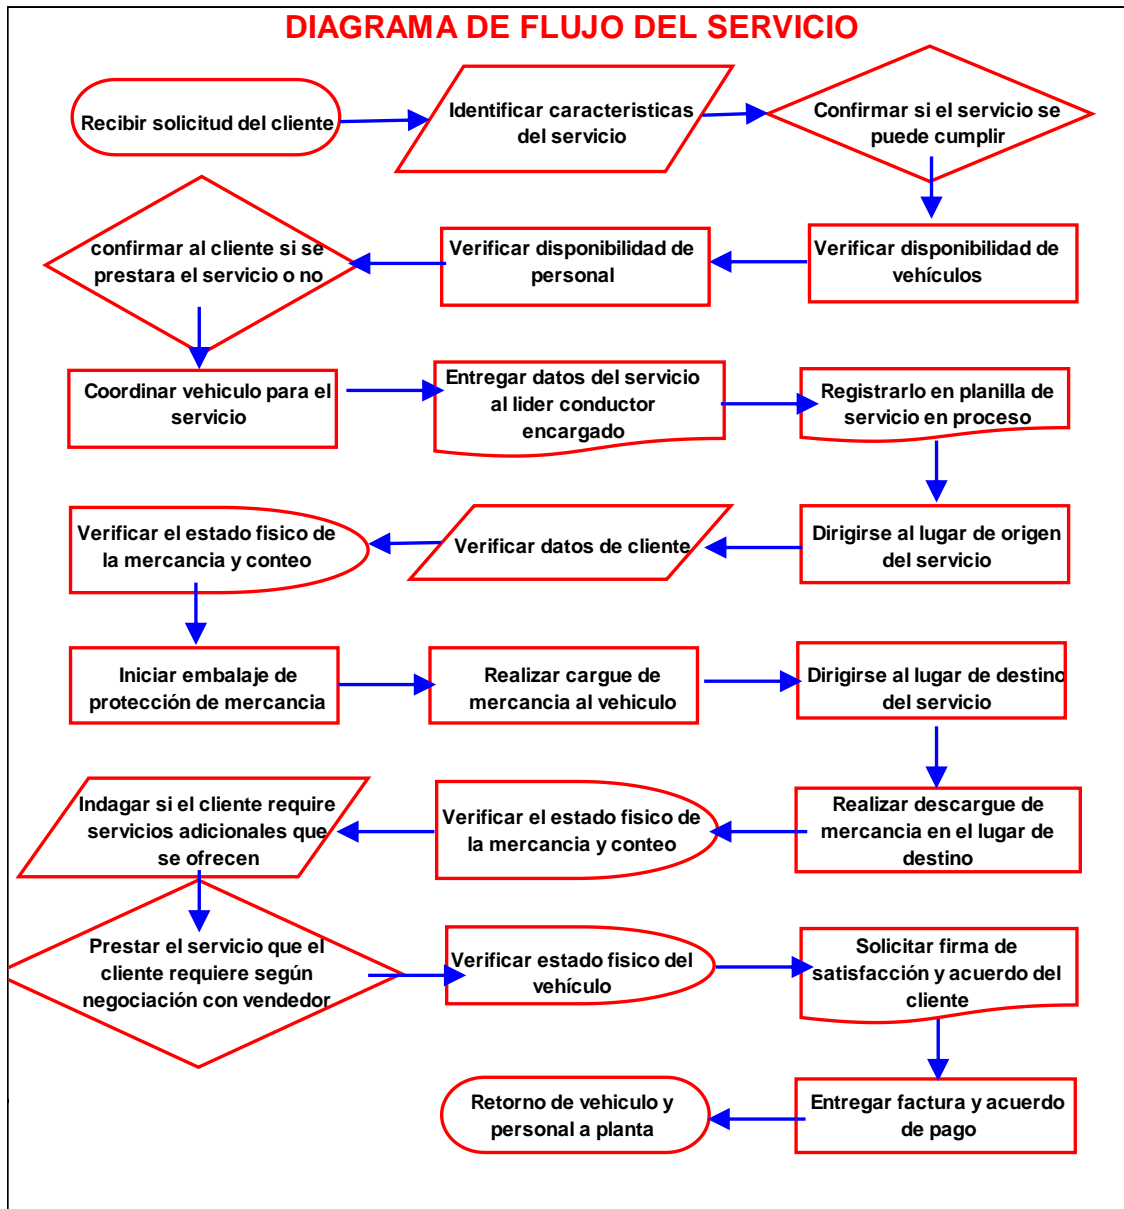 DIAGRAMA DE FLUJO DEL SERVICIO
Recibir solicitud del cliente
Identificar caracteristicas
del servicio
Confirmar si el servicio se
puede cumplir
Verificar disponibilidad de
vehículos
Verificar disponibilidad de
personal
confirmar al cliente si se
prestara el servicio o no
Coordinar vehiculo para el
servicio
Entregar datos del servicio
al lider conductor
encargado
Registrarlo en planilla de
servicio en proceso
Dirigirse al lugar de origen
del servicio
Verificar datos de cliente
Verificar el estado fisico de
la mercancia y conteo
Iniciar embalaje de
protección de mercancia
Realizar cargue de
mercancia al vehiculo
Dirigirse al lugar de destino
del servicio
Realizar descargue de
mercancia en el lugar de
destino
Verificar el estado fisico de
la mercancia y conteo
Indagar si el cliente require
servicios adicionales que
se ofrecen
Prestar el servicio que el
cliente requiere según
negociación con vendedor
Verificar estado fisico del
vehículo
Solicitar firma de
satisfacción y acuerdo del
cliente
Entregar factura y acuerdo
de pago
Retorno de vehiculo y
personal a planta